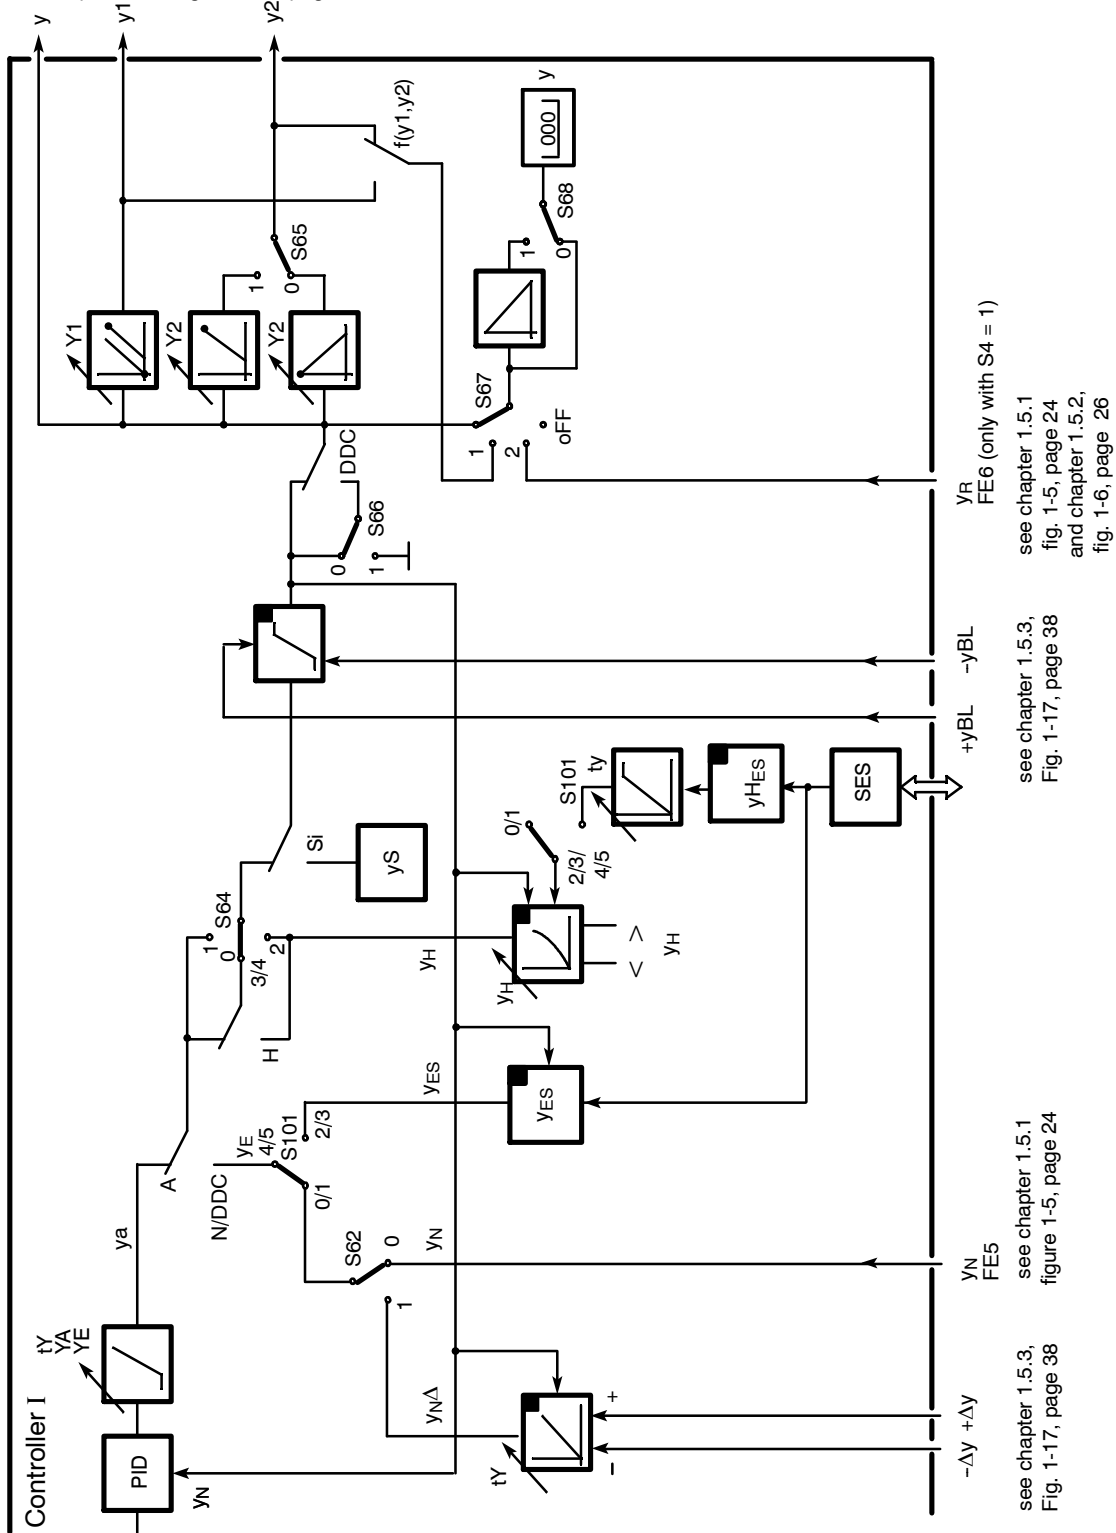 y
y1
y2
Controller I
PID
yN
tY
YA
YE
ya
A
N/DDC
yE
4/5
S101
2/3
0/1
S62
0
1
yN
yN∆
tY
+
−
yES
yES
H
1
S64
0
3/4
2
Si
yS
yH
yH
< >
yH
0/1
S101
2/3/
4/5
ty
yHES
SES
0
1
S66
DDC
Y1
Y2
Y2
1
0
S65
f(y1,y2)
S67
1
2
oFF
1
0
S68
000
y
−∆y +∆y
see chapter 1.5.3,
Fig. 1-17, page 38
yN
FE5
see chapter 1.5.1
figure 1-5, page 24
+yBL
−yBL
see chapter 1.5.3,
Fig. 1-17, page 38
yR
FE6 (only with S4 = 1)
see chapter 1.5.1
fig. 1-5, page 24
and chapter 1.5.2,
fig. 1-6, page 26